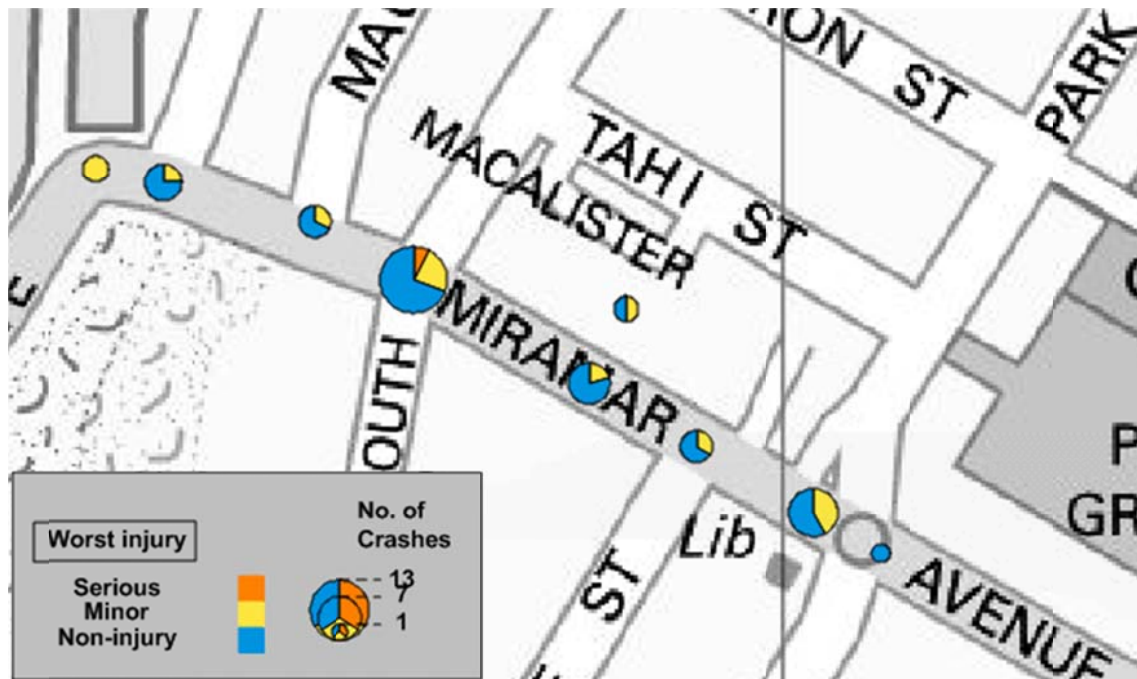 MON ST
PARK
MAC
TAHI ST
MACALISTER
MIRAMAR
AVENUE
OUTH
ST
Lib
P
GR
E
No. of
Crashes
Worst injury
Serious
Minor
Non-injury
13
7
1